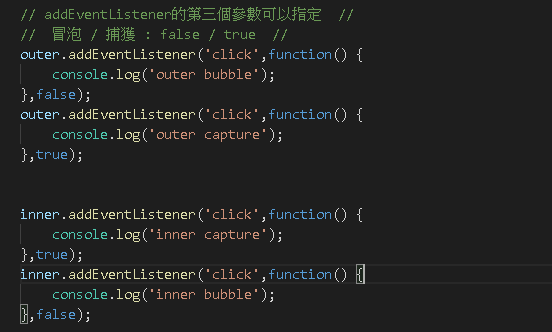 // addEventListener的第三個參數可以指定  //
//  冒泡 / 捕獲 : false / true  //
outer.addEventListener('click',function() {
    console.log('outer bubble');
},false);
outer.addEventListener('click',function() {
    console.log('outer capture');
},true);
inner.addEventListener('click',function() {
    console.log('inner capture');
},true);
inner.addEventListener('click',function() {
    console.log('inner bubble');
},false);